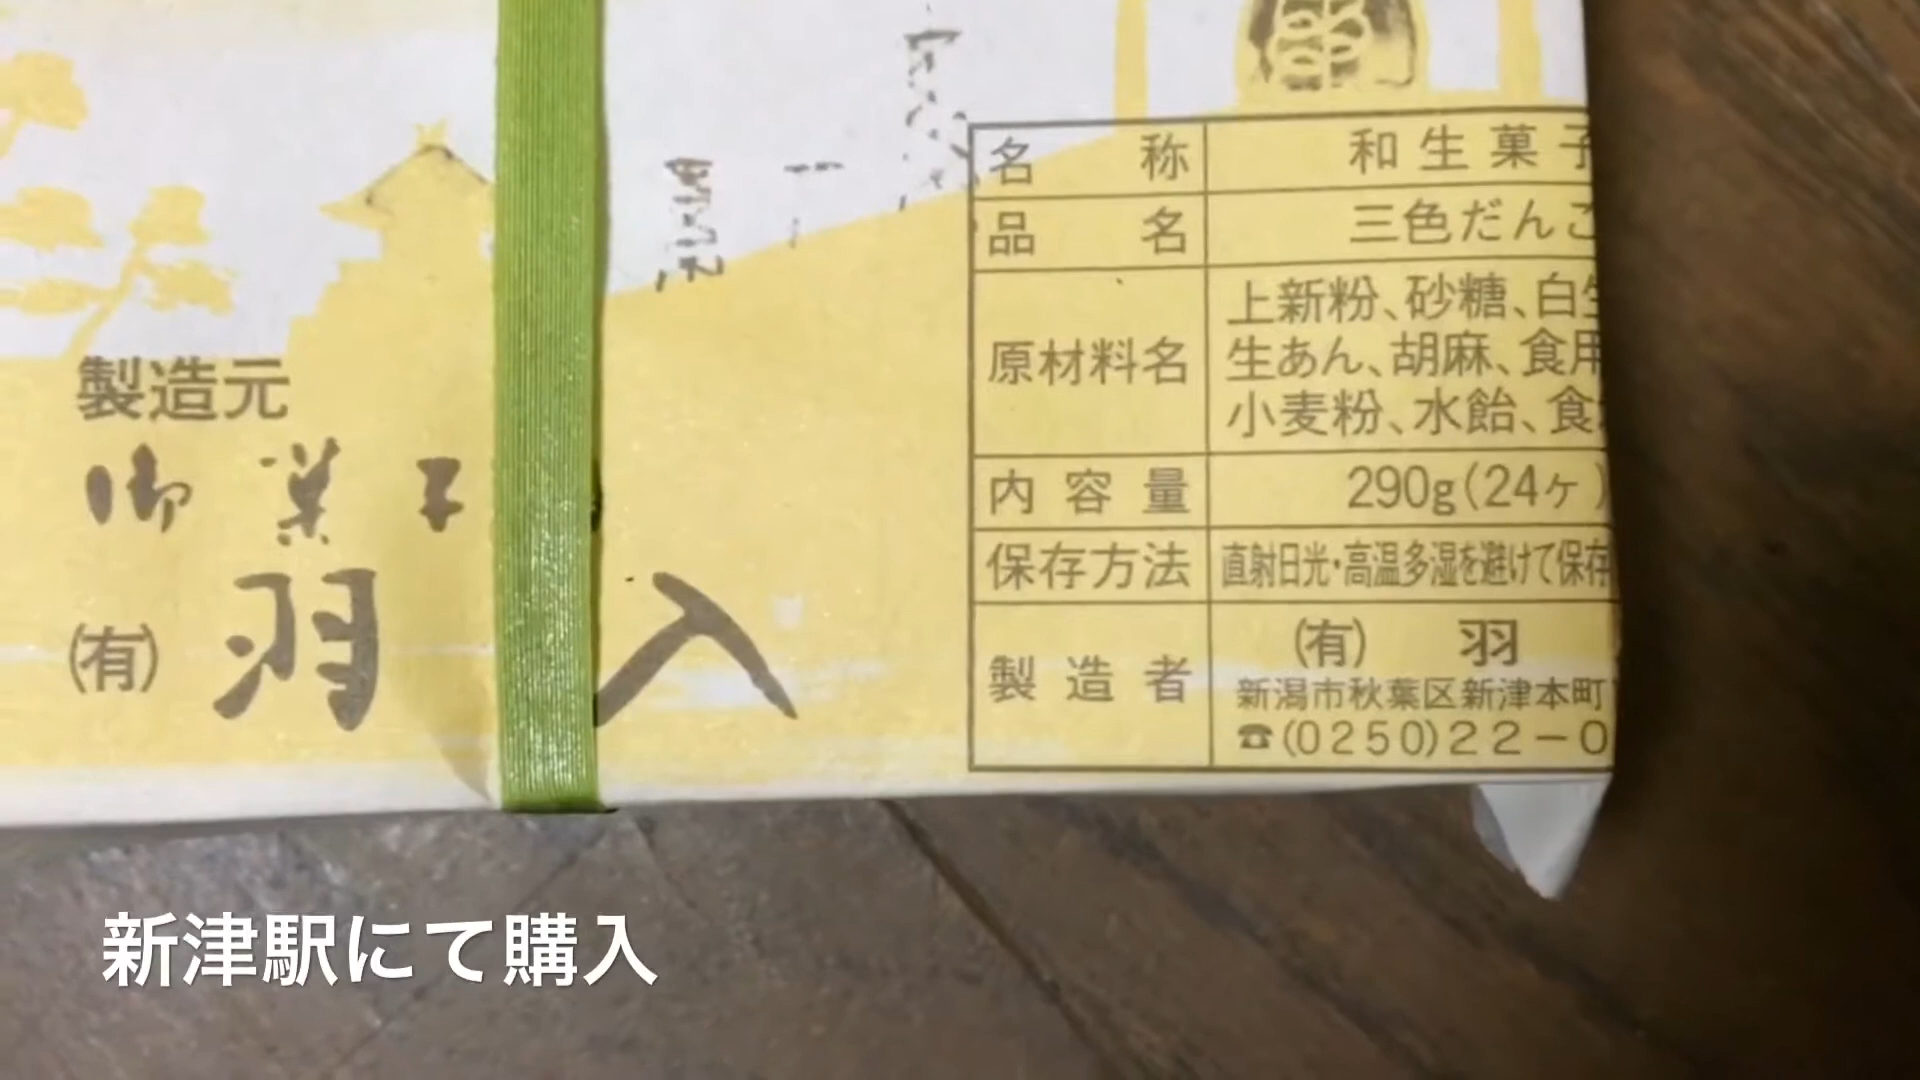 製造元
御菓子
(有) 羽入
名称 和生菓子
品名 三色だんご
原材料名 上新粉、砂糖、白生
生あん、胡麻、食用
小麦粉、水飴、食
内容量 290g(24ヶ)
保存方法 直射日光・高温多湿を避けて保存
製造者 (有) 羽
新潟市秋葉区新津本町
☎(0250)22-0
新津駅にて購入